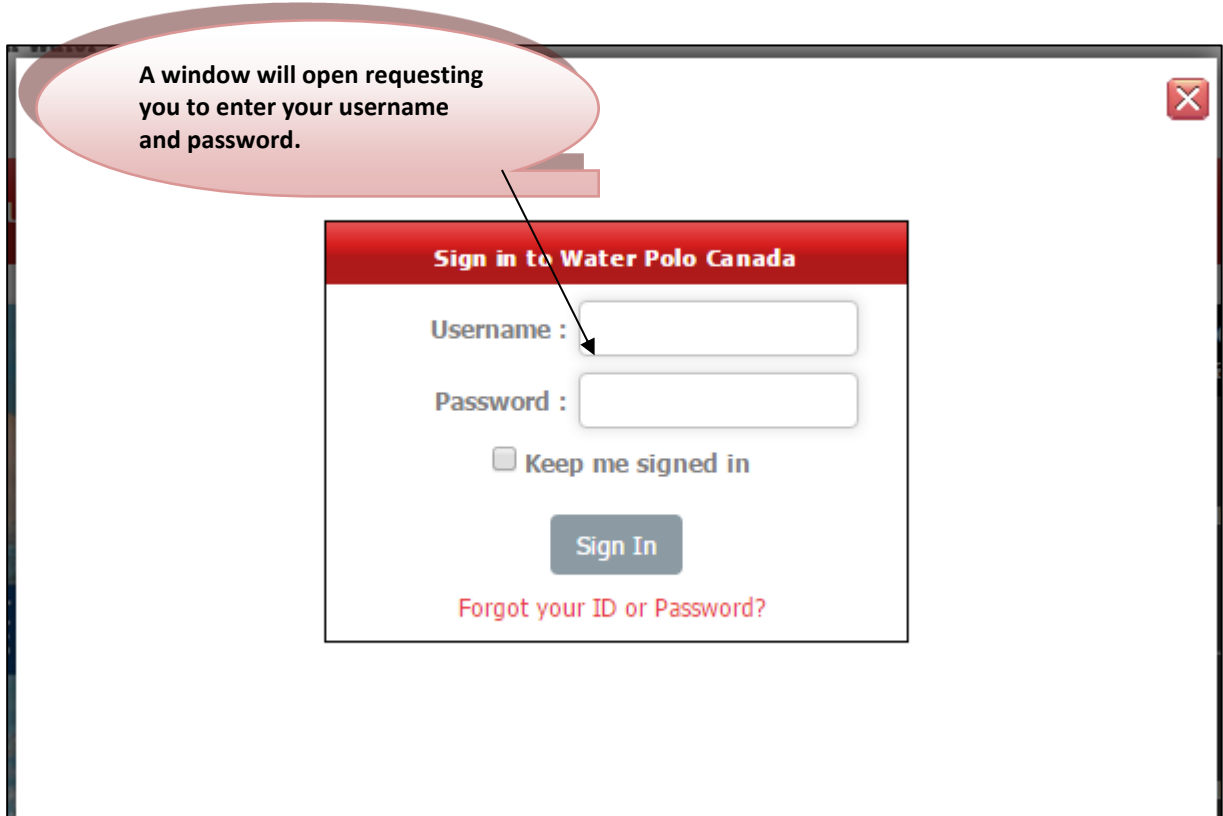 A window will open requesting
you to enter your username
and password.
Sign in to Water Polo Canada
Username :
Password :
Keep me signed in
Sign In
Forgot your ID or Password?